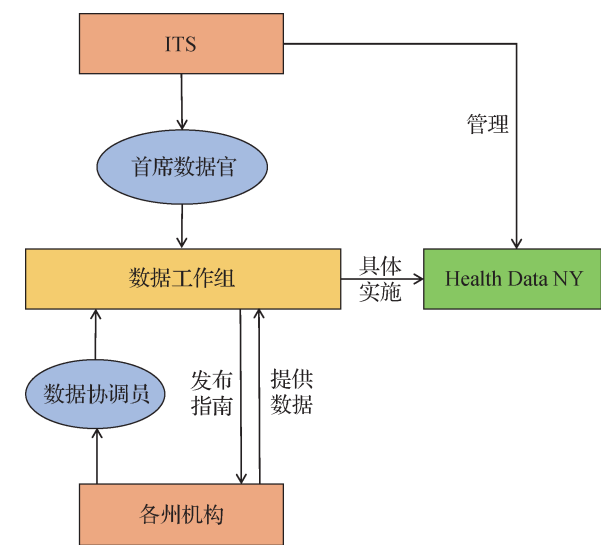 ITS
管理
首席数据官
数据工作组
具体
实施
Health Data NY
数据协调员
发布
指南
提供
数据
各州机构